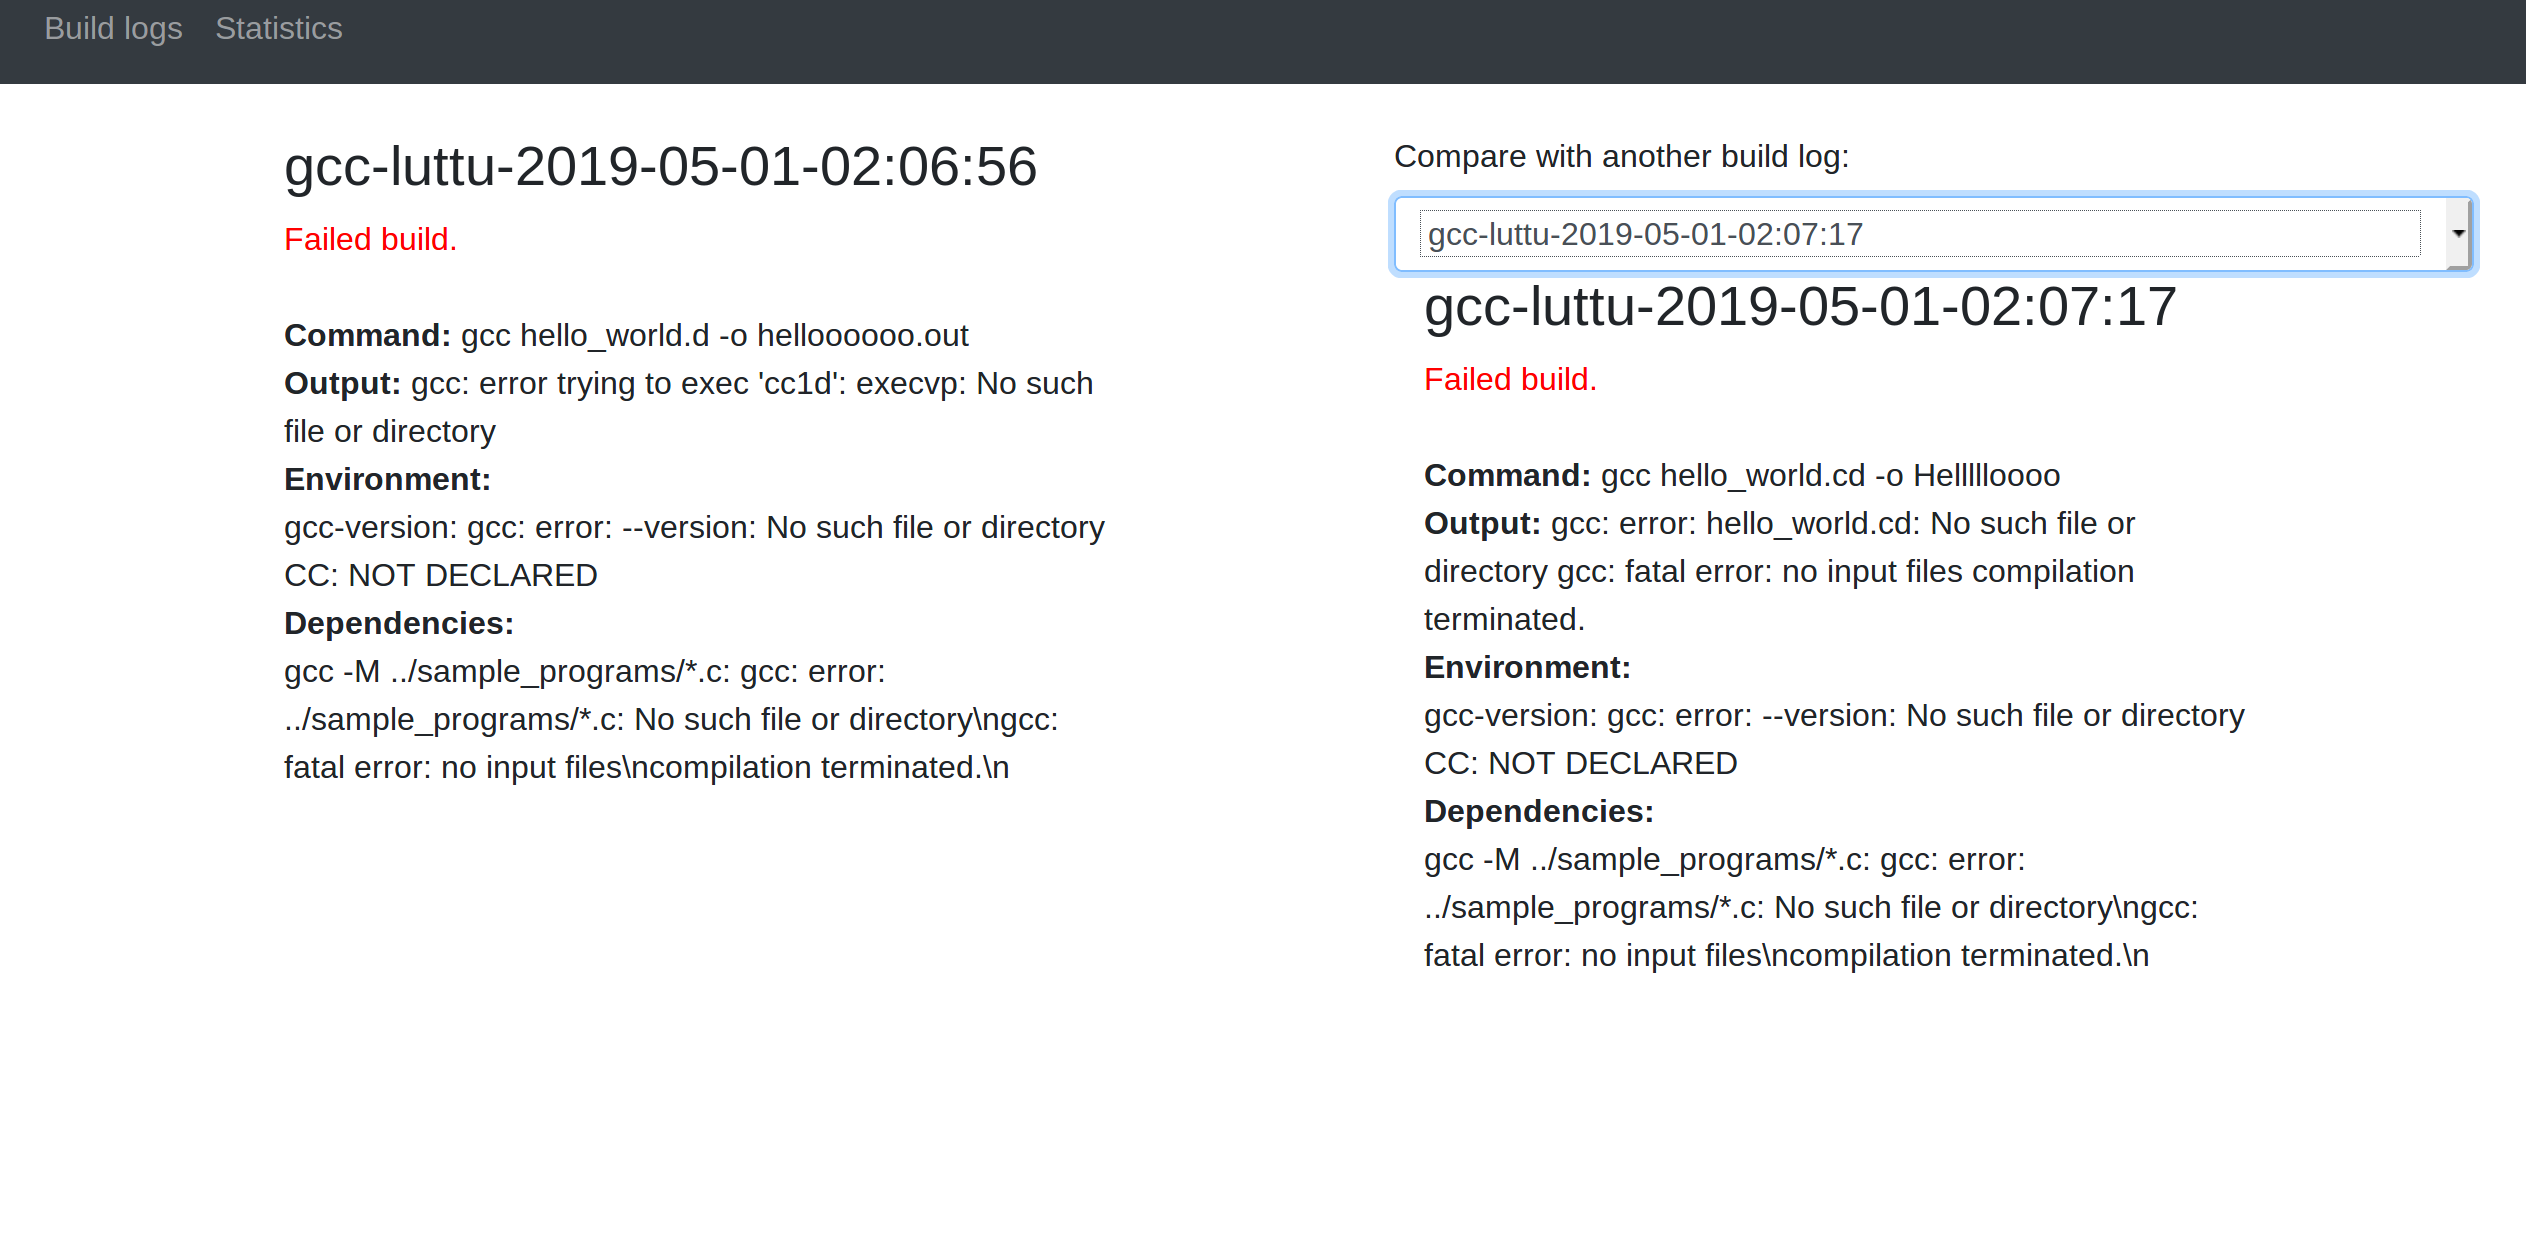 Build logs Statistics
gcc-luttu-2019-05-01-02:06:56
Failed build.
Command: gcc hello_world.d -o helloooooo.out
Output: gcc: error trying to exec 'cc1d': execvp: No such
file or directory
Environment:
gcc-version: gcc: error: --version: No such file or directory
CC: NOT DECLARED
Dependencies:
gcc -M ../sample_programs/*.c: gcc: error:
../sample_programs/*.c: No such file or directory\ngcc:
fatal error: no input files\ncompilation terminated.\n
Compare with another build log:
gcc-luttu-2019-05-01-02:07:17
gcc-luttu-2019-05-01-02:07:17
Failed build.
Command: gcc hello_world.cd -o Hellllloooo
Output: gcc: error: hello_world.cd: No such file or
directory gcc: fatal error: no input files compilation
terminated.
Environment:
gcc-version: gcc: error: --version: No such file or directory
CC: NOT DECLARED
Dependencies:
gcc -M ../sample_programs/*.c: gcc: error:
../sample_programs/*.c: No such file or directory\ngcc:
fatal error: no input files\ncompilation terminated.\n